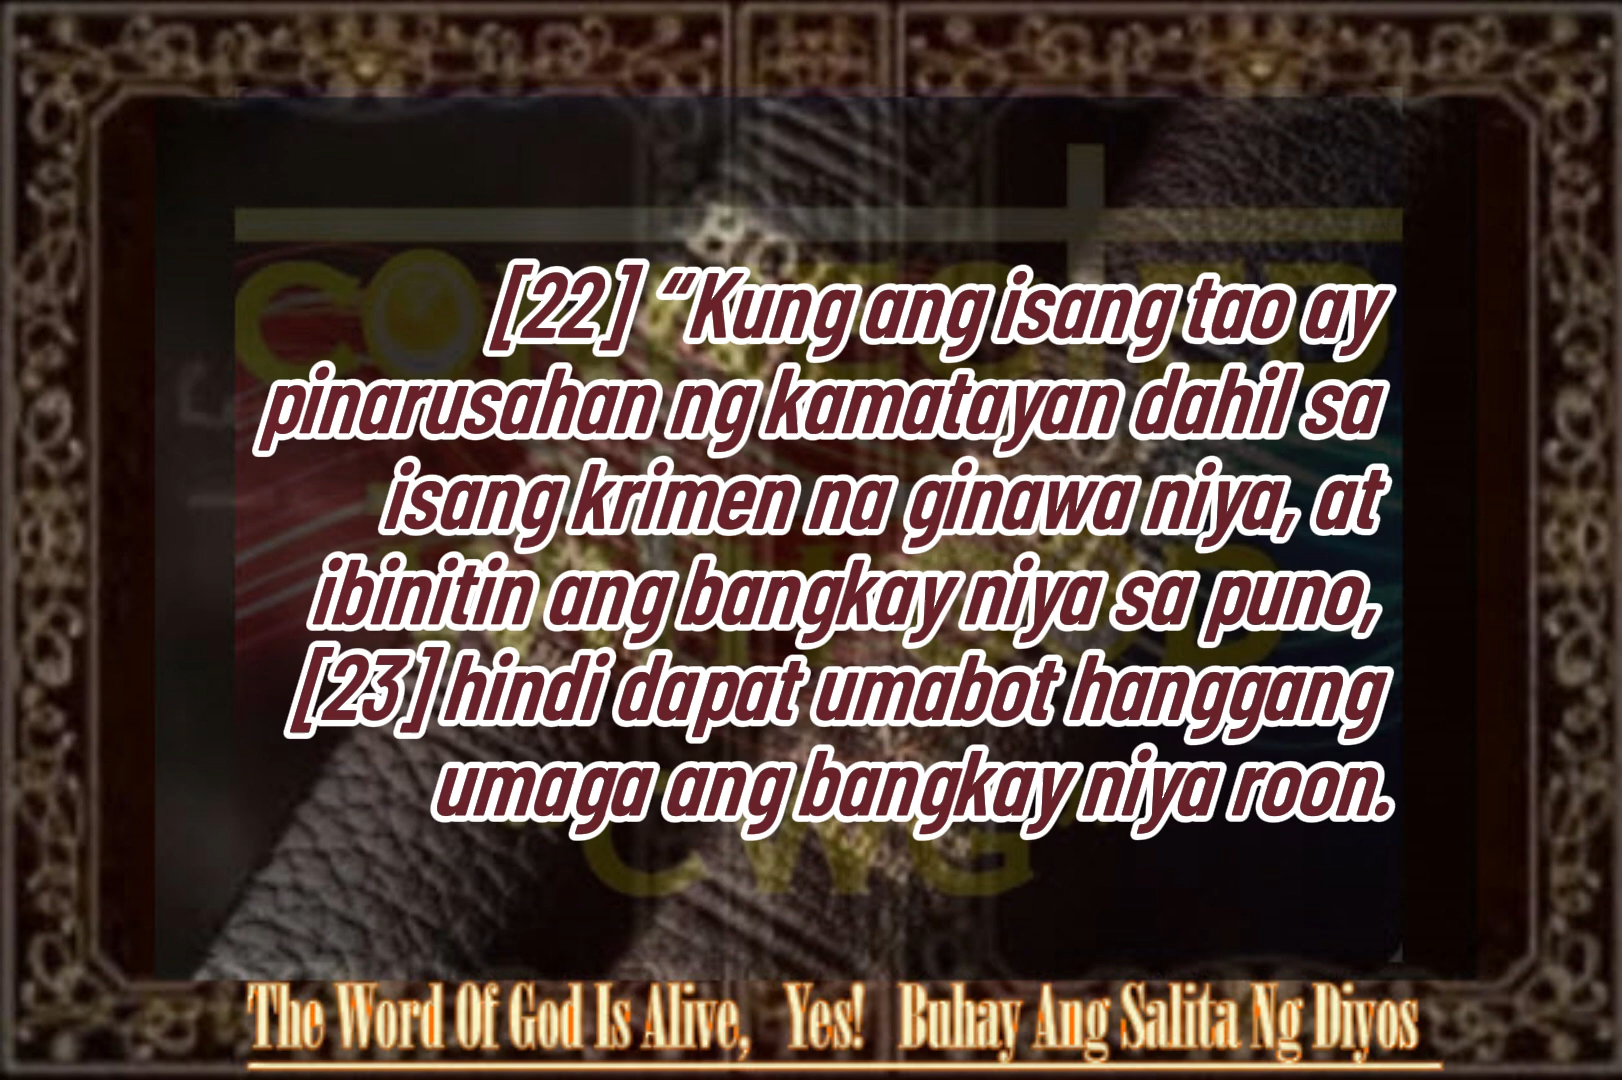 [22] “Kung ang isang tao ay
pinarusahan ng kamatayan dahil sa
isang krimen na ginawa niya, at
ibinitin ang bangkay niya sa puno,
[23] hindi dapat umabot hanggang
umaga ang bangkay niya roon.
CWG
The Word Of God Is Alive, Yes! Buhay Ang Salita Ng Diyos